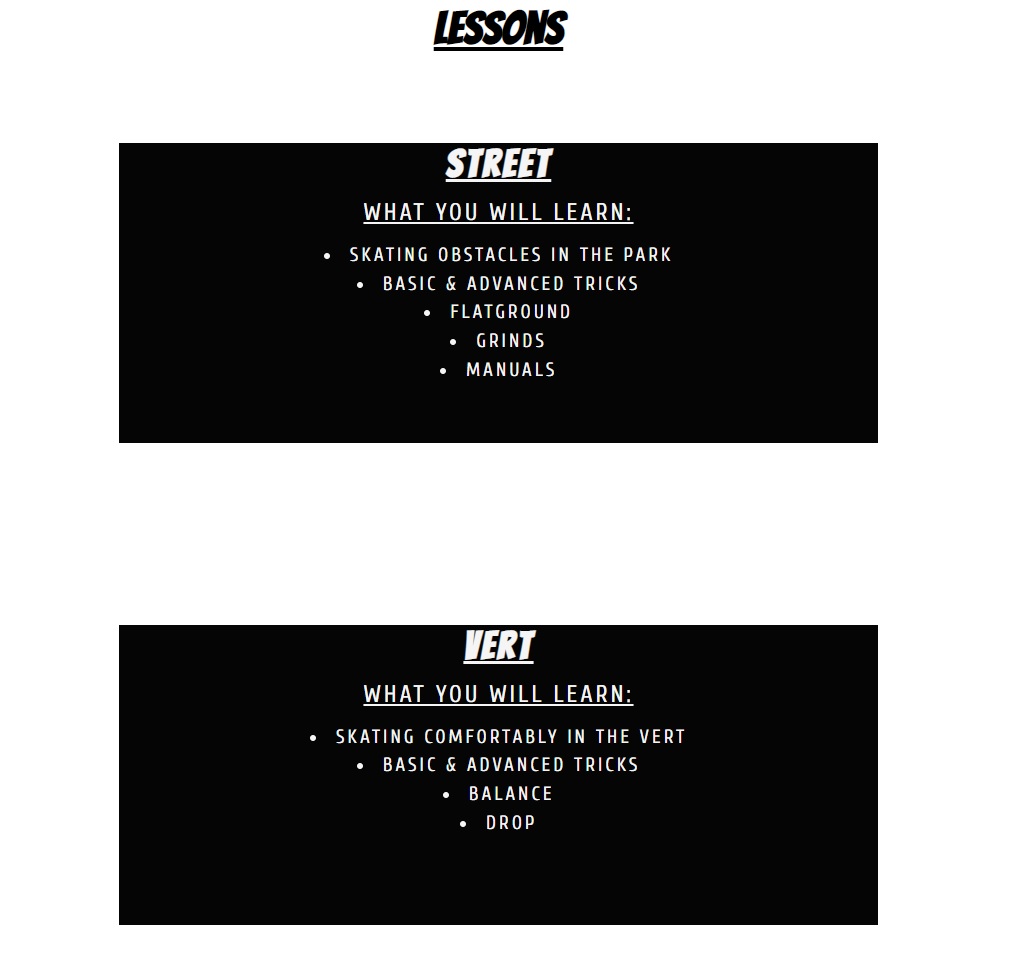 LESSONS
STREET
WHAT YOU WILL LEARN:
• SKATING OBSTACLES IN THE PARK
• BASIC & ADVANCED TRICKS
• FLATGROUND
• GRINDS
• MANUALS
VERT
WHAT YOU WILL LEARN:
• SKATING COMFORTABLY IN THE VERT
• BASIC & ADVANCED TRICKS
• BALANCE
• DROP